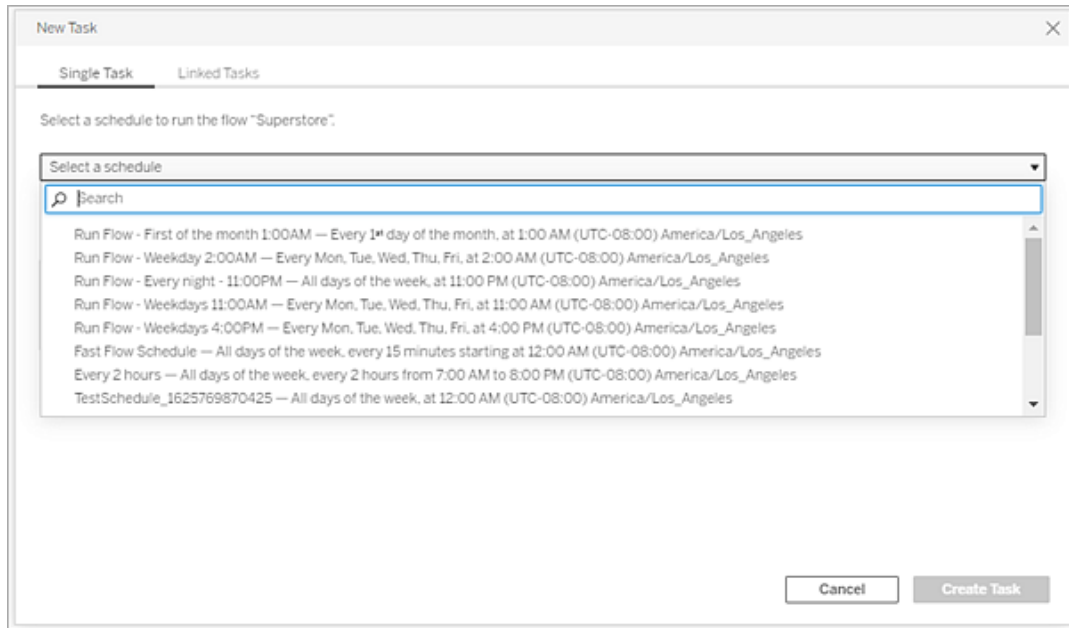 New Task
Single Task Linked Tasks
Select a schedule to run the flow "Superstore".
Select a schedule
Search
Run Flow - First of the month 1:00AM — Every 1st day of the month, at 1:00 AM (UTC-08:00) America/Los_Angeles
Run Flow - Weekday 2:00AM — Every Mon, Tue, Wed, Thu, Fri, at 2:00 AM (UTC-08:00) America/Los_Angeles
Run Flow - Every night - 11:00PM — All days of the week, at 11:00 PM (UTC-08:00) America/Los_Angeles
Run Flow - Weekdays 11:00AM — Every Mon, Tue, Wed, Thu, Fri, at 11:00 AM (UTC-08:00) America/Los_Angeles
Run Flow - Weekdays 4:00PM — Every Mon, Tue, Wed, Thu, Fri, at 4:00 PM (UTC-08:00) America/Los_Angeles
Fast Flow Schedule — All days of the week, every 15 minutes starting at 12:00 AM (UTC-08:00) America/Los_Angeles
Every 2 hours — All days of the week, every 2 hours from 7:00 AM to 8:00 PM (UTC-08:00) America/Los_Angeles
TestSchedule_1625769870425 — All days of the week, at 12:00 AM (UTC-08:00) America/Los_Angeles
Cancel Create Task